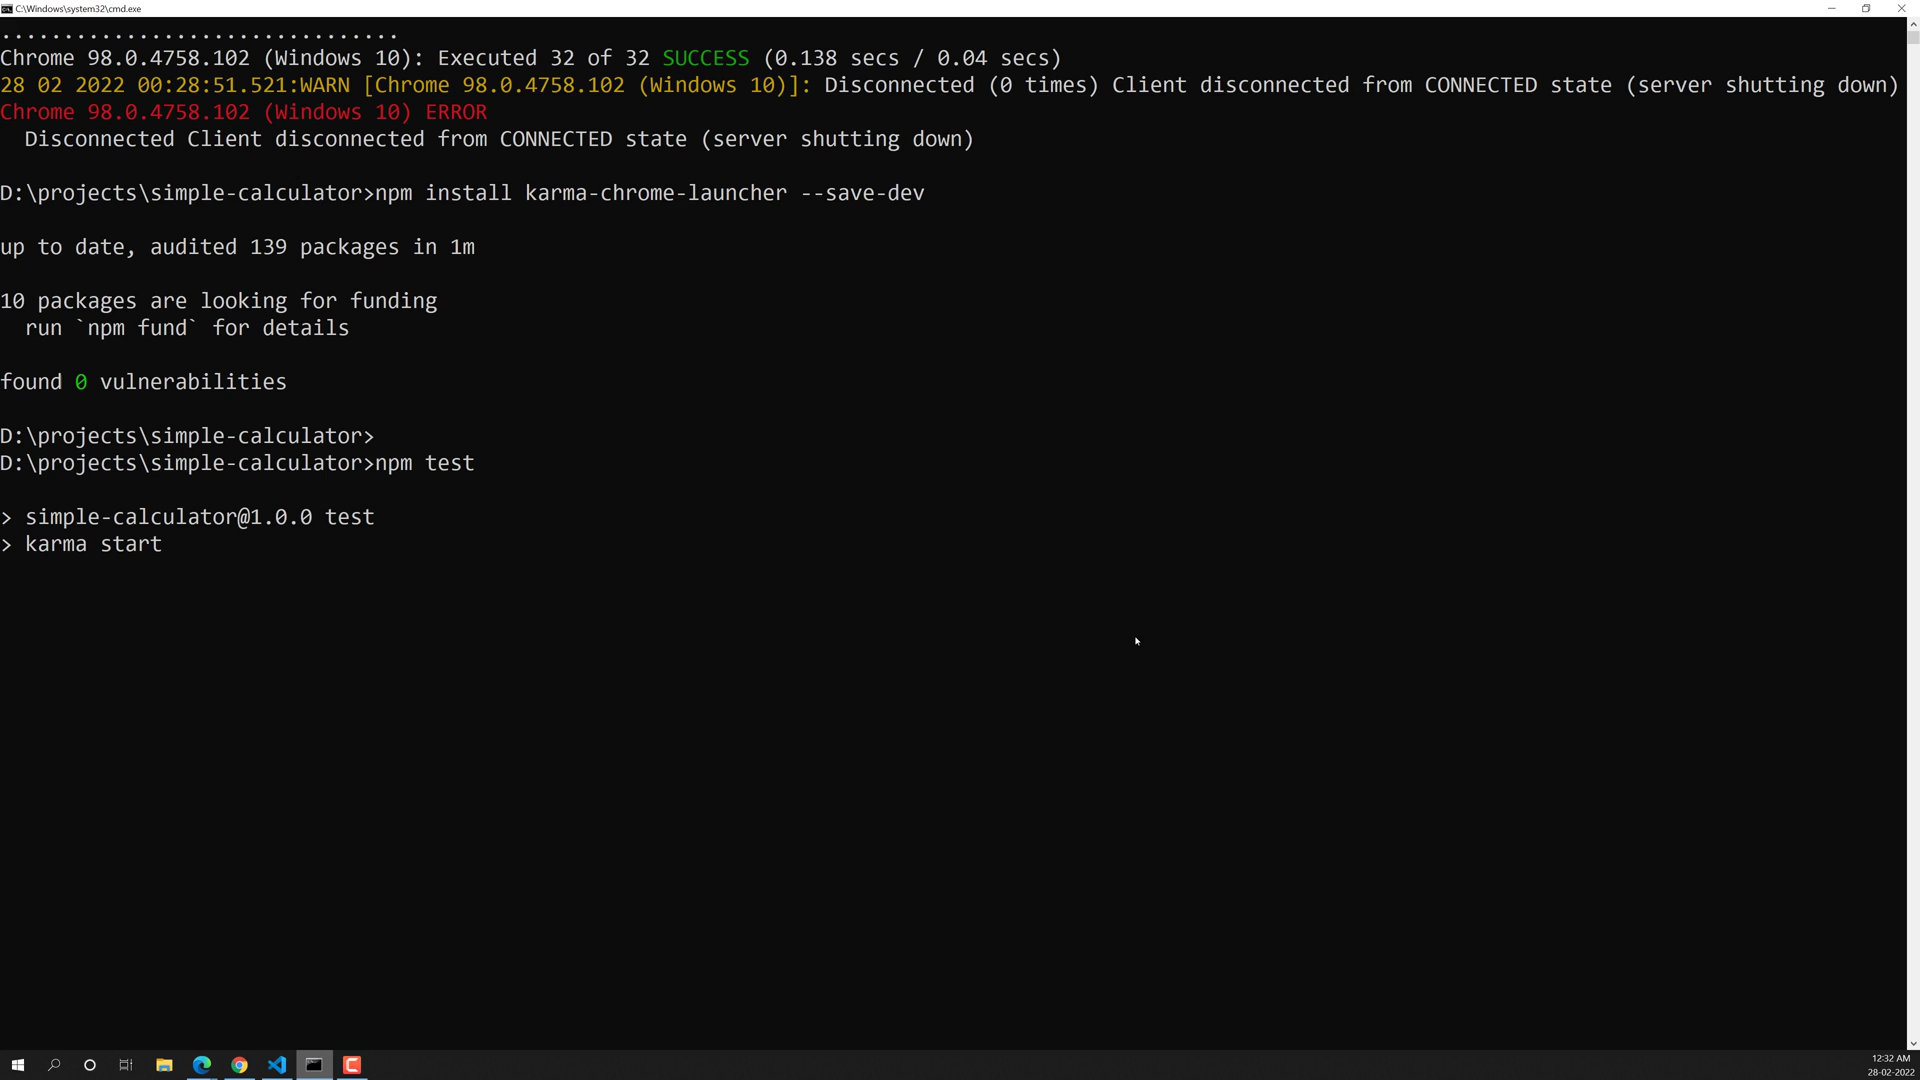 C:\Windows\system32\cmd.exe
................................
Chrome 98.0.4758.102 (Windows 10): Executed 32 of 32 SUCCESS (0.138 secs / 0.04 secs)
28 02 2022 00:28:51.521:WARN [Chrome 98.0.4758.102 (Windows 10)]: Disconnected (0 times) Client disconnected from CONNECTED state (server shutting down)
Chrome 98.0.4758.102 (Windows 10) ERROR
  Disconnected Client disconnected from CONNECTED state (server shutting down)
D:\projects\simple-calculator>npm install karma-chrome-launcher --save-dev
up to date, audited 139 packages in 1m
10 packages are looking for funding
  run `npm fund` for details
found 0 vulnerabilities
D:\projects\simple-calculator>
D:\projects\simple-calculator>npm test
> simple-calculator@1.0.0 test
> karma start
12:32 AM
28-02-2022